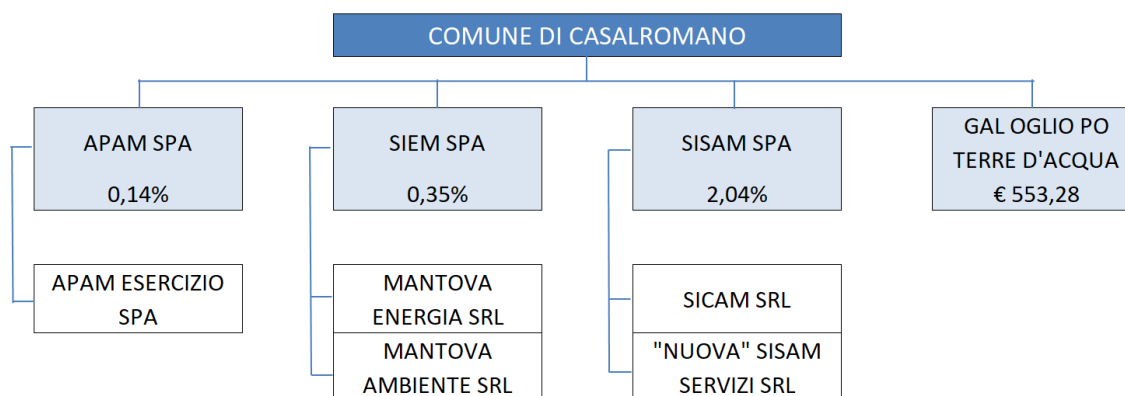 COMUNE DI CASALROMANO
APAM SPA
0,14%
SIEM SPA
0,35%
SISAM SPA
2,04%
GAL OGLIO PO
TERRE D'ACQUA
€ 553,28
APAM ESERCIZIO
SPA
MANTOVA
ENERGIA SRL
MANTOVA
AMBIENTE SRL
SICAM SRL
"NUOVA" SISAM
SERVIZI SRL